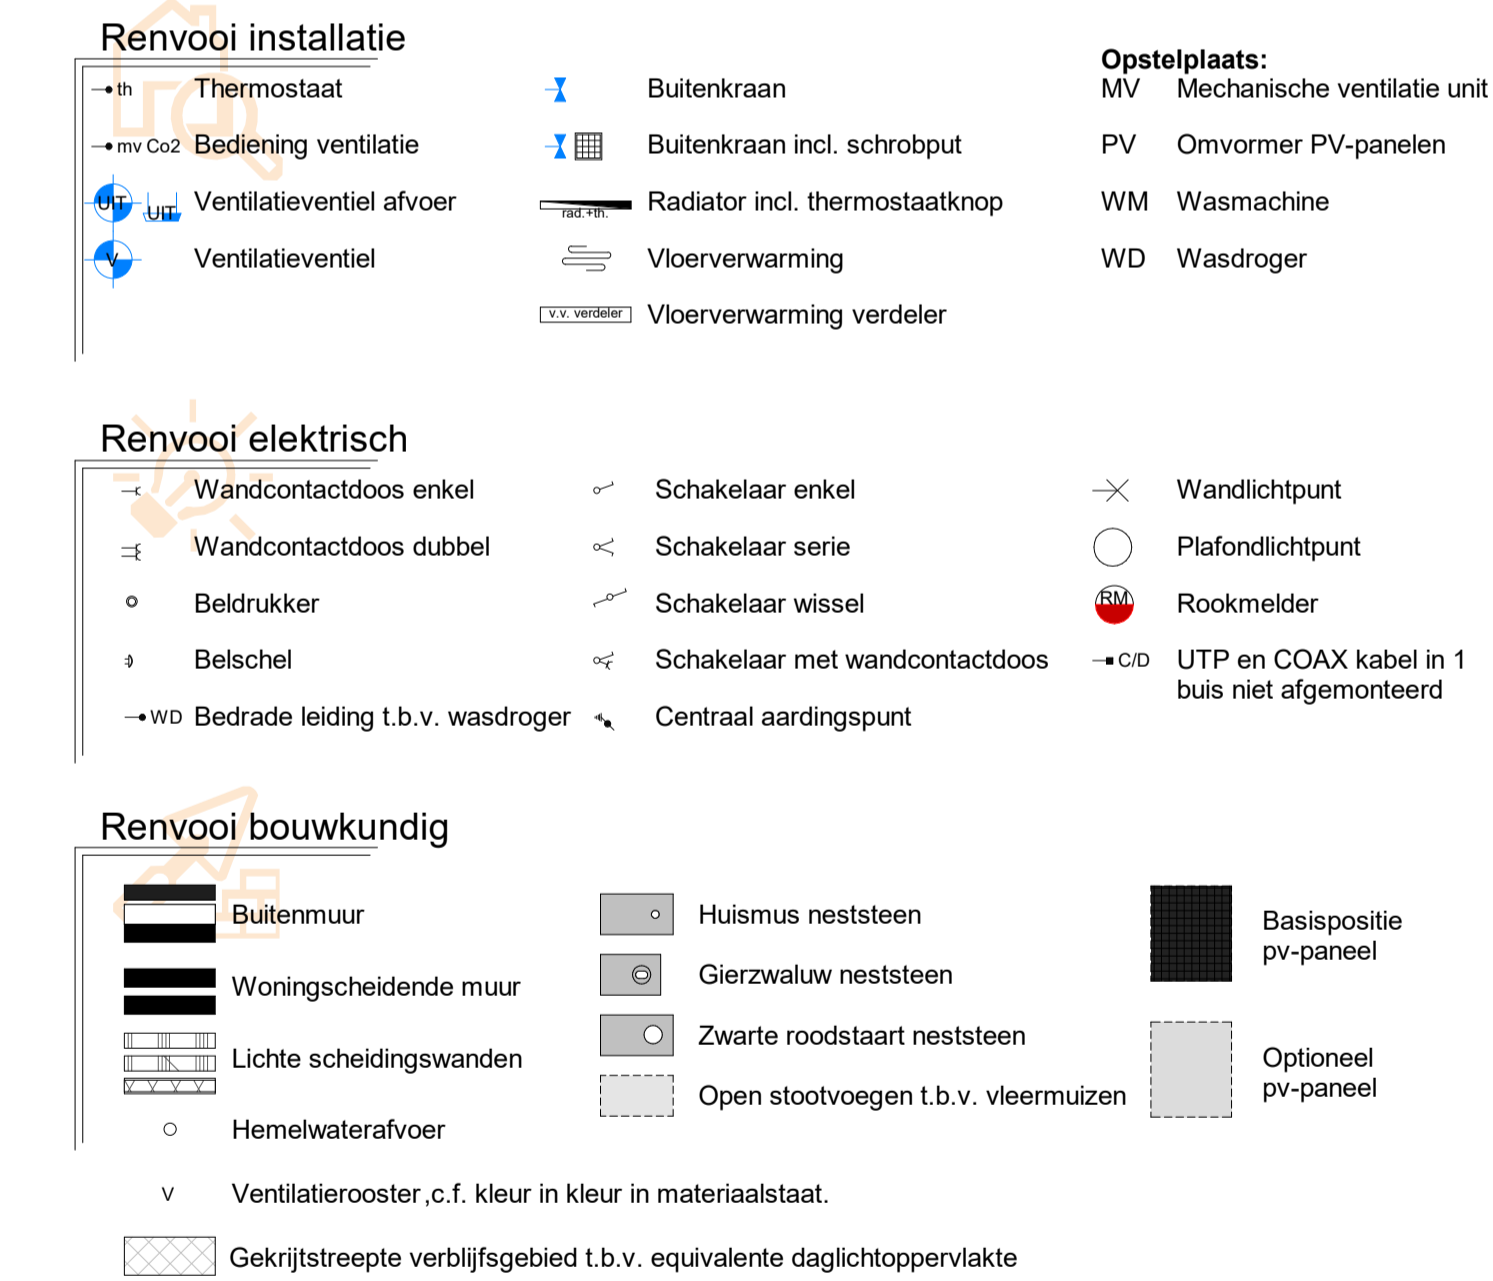 Renvooi installatie
th Thermostaat
mv Co2 Bediening ventilatie
UIT UIT Ventilatieventiel afvoer
V Ventilatieventiel
Buitenkraan
Buitenkraan incl. schrobput
rad.+th. Radiator incl. thermostaatknop
Vloerverwarming
v.v. verdeler Vloerverwarming verdeler
Opstelplaats:
MV Mechanische ventilatie unit
PV Omvormer PV-panelen
WM Wasmachine
WD Wasdroger
Renvooi elektrisch
Wandcontactdoos enkel
Wandcontactdoos dubbel
Beldrukker
Belschel
WD Bedrade leiding t.b.v. wasdroger
Schakelaar enkel
Schakelaar serie
Schakelaar wissel
Schakelaar met wandcontactdoos
Centraal aardingspunt
Wandlichtpunt
Plafondlichtpunt
RM Rookmelder
C/D UTP en COAX kabel in 1
buis niet afgemonteerd
Renvooi bouwkundig
Buitenmuur
Woningscheidende muur
Lichte scheidingswanden
Hemelwaterafvoer
V Ventilatierooster,c.f. kleur in kleur in materiaalstaat.
Gekrijtstreepte verblijfsgebied t.b.v. equivalente daglichtoppervlakte
Huismus neststeen
Gierzwaluw neststeen
Zwarte roodstaart neststeen
Open stootvoegen t.b.v. vleermuizen
Basispositie
pv-paneel
Optioneel
pv-paneel